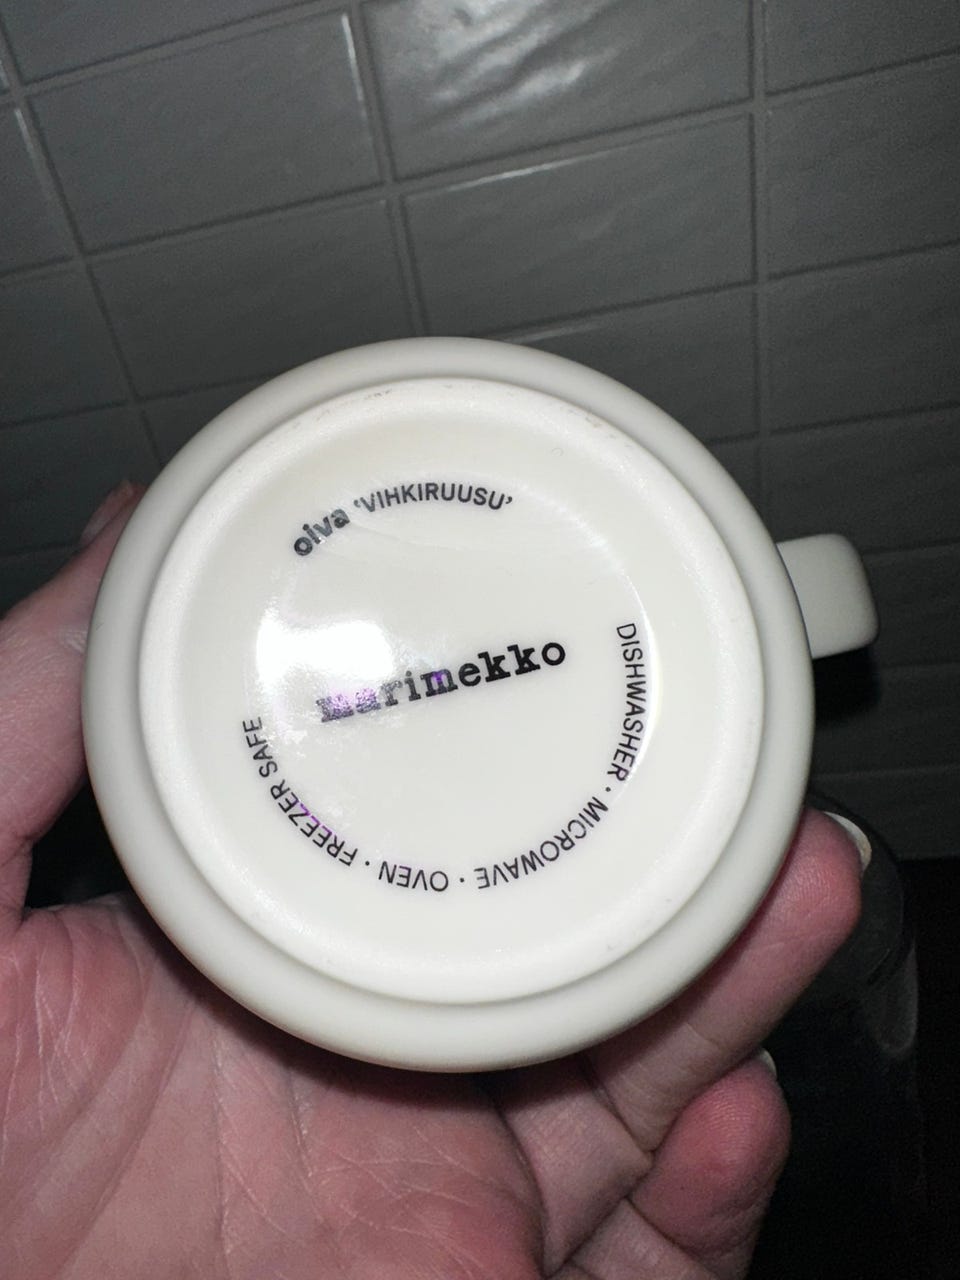 oiva ‘VIHKIRUUSU’
marimekko
DISHWASHER · MICROWAVE · OVEN · FREEZER SAFE